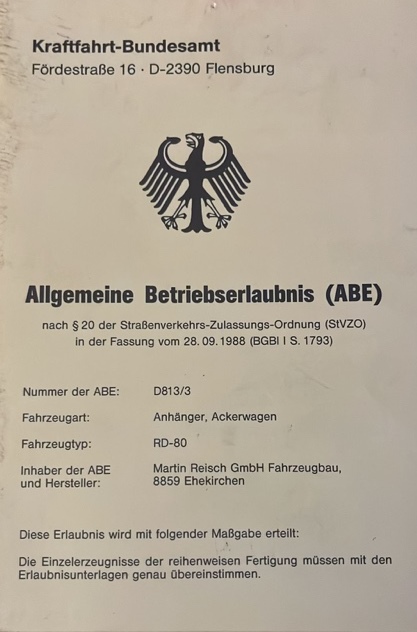 Kraftfahrt-Bundesamt
Fördestraße 16 · D-2390 Flensburg
Allgemeine Betriebserlaubnis (ABE)
nach § 20 der Straßenverkehrs-Zulassungs-Ordnung (StVZO)
in der Fassung vom 28.09.1988 (BGBl I S. 1793)
Nummer der ABE: D813/3
Fahrzeugart: Anhänger, Ackerwagen
Fahrzeugtyp: RD-80
Inhaber der ABE Martin Reisch GmbH Fahrzeugbau,
und Hersteller: 8859 Ehekirchen
Diese Erlaubnis wird mit folgender Maßgabe erteilt:
Die Einzelerzeugnisse der reihenweisen Fertigung müssen mit den
Erlaubnisunterlagen genau übereinstimmen.